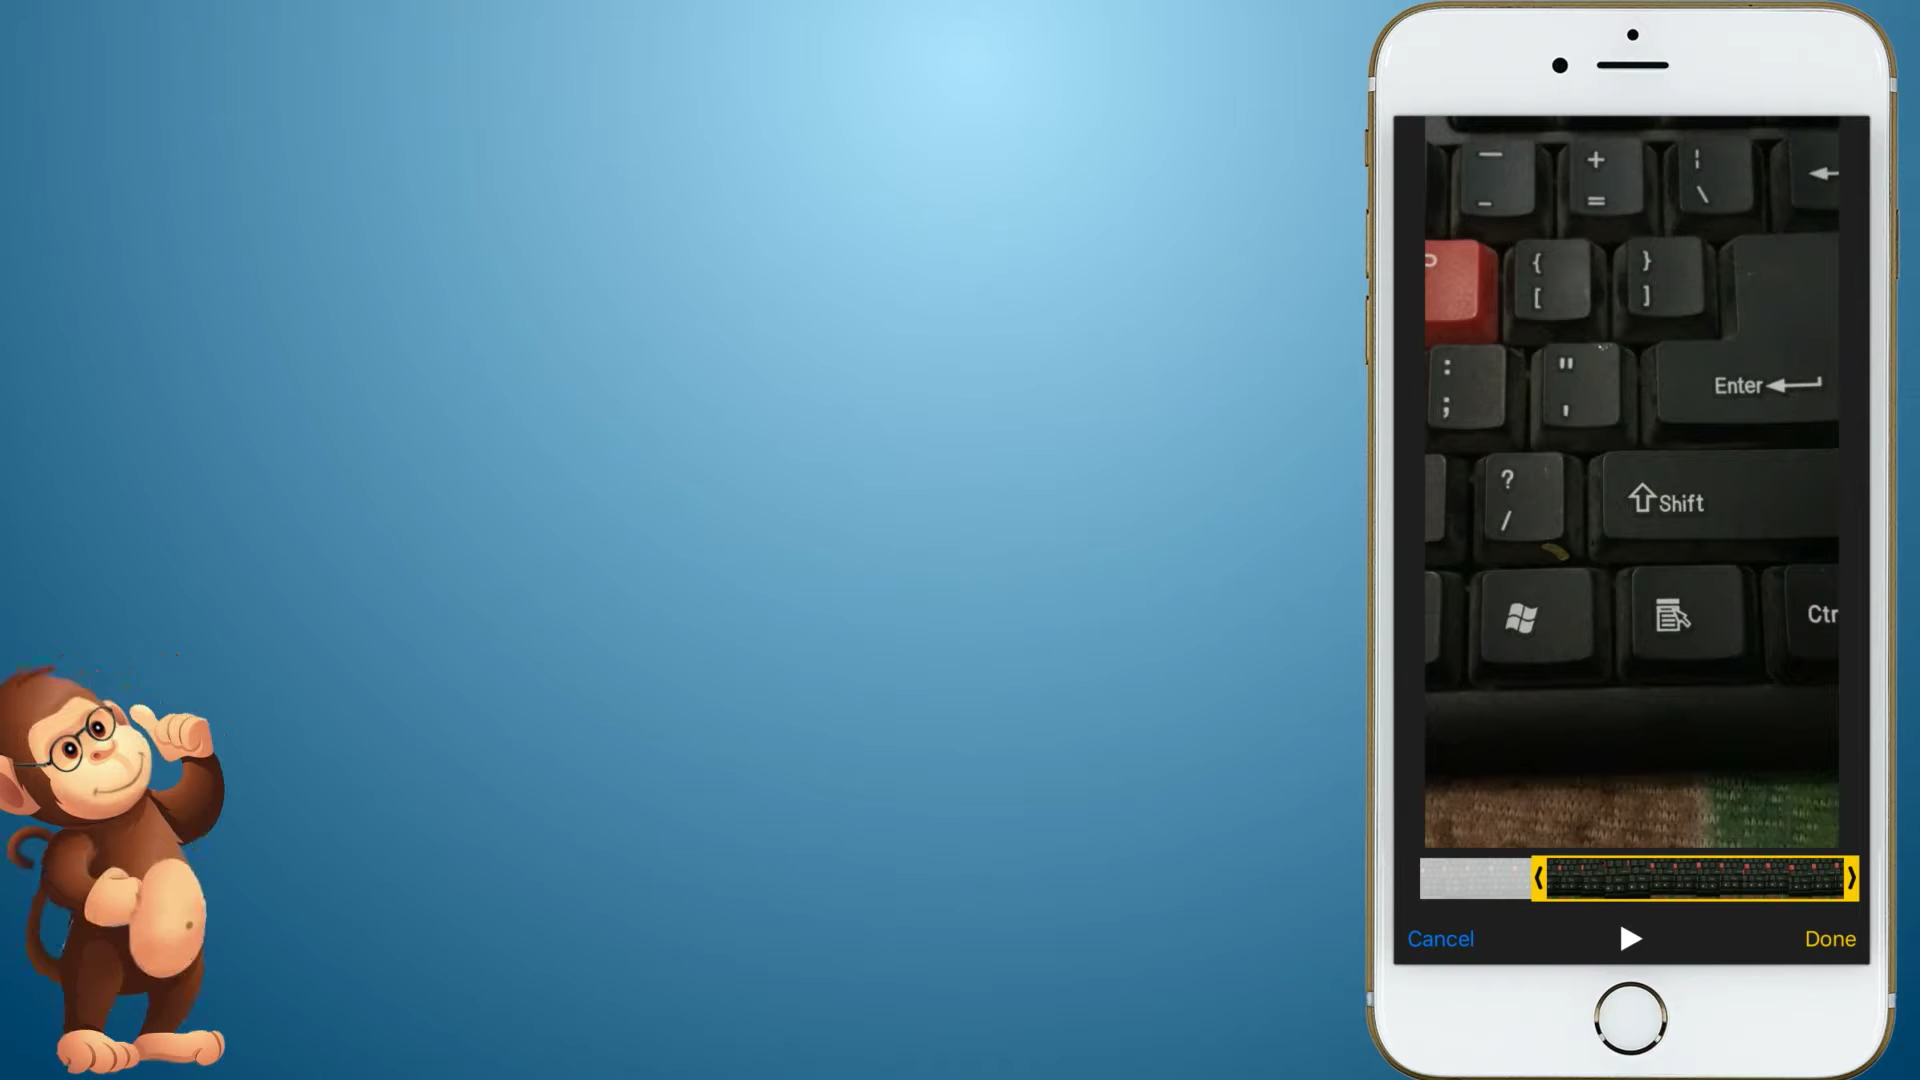 — + ¦
_ = \
P { }
[ ]
: "
; '
Enter
?
/
Shift
Ctr
Cancel Done